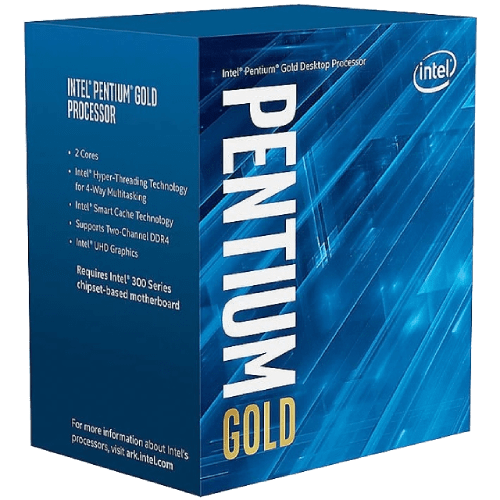 INTEL® PENTIUM® GOLD
PROCESSOR
• 2 Cores
• Intel® Hyper-Threading Technology
for 4-Way Multitasking
• Intel® Smart Cache Technology
• Supports Two-Channel DDR4
• Intel® UHD Graphics
Requires Intel® 300 Series
chipset-based motherboard
For more information about Intel's
processors, visit ark.intel.com
Intel® Pentium® Gold Desktop Processor
intel®
PENTIUM
GOLD